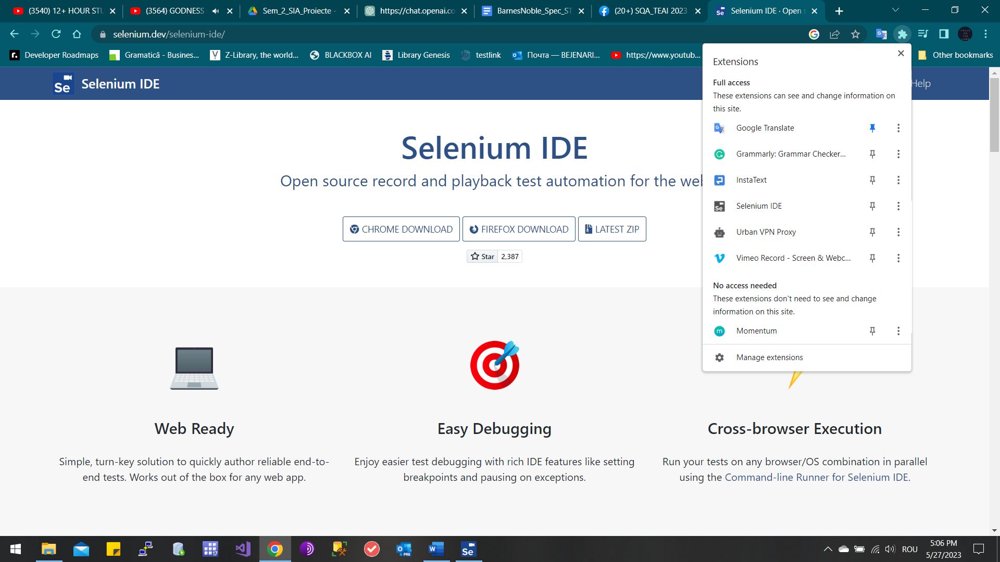 (3540) 12+ HOUR STU
(3564) GODNESS
Sem_2_SIA_Proiecte -
https://chat.openai.co
BarnesNoble_Spec_ST
(20+) SQA_TEAI 2023
Selenium IDE · Open s
selenium.dev/selenium-ide/
Developer Roadmaps
Gramatică - Busines...
Z-Library, the world...
BLACKBOX AI
Library Genesis
testlink
Почта — BEJENARI...
https://www.youtub...
Other bookmarks
Se
Selenium IDE
Help
Selenium IDE
Open source record and playback test automation for the web
CHROME DOWNLOAD
FIREFOX DOWNLOAD
LATEST ZIP
Star
2,387
Extensions
Full access
These extensions can see and change information on
this site.
Google Translate
Grammarly: Grammar Checker...
InstaText
Selenium IDE
Urban VPN Proxy
Vimeo Record - Screen & Webc...
No access needed
These extensions don't need to see and change
information on this site.
Momentum
Manage extensions
Web Ready
Simple, turn-key solution to quickly author reliable end-to-
end tests. Works out of the box for any web app.
Easy Debugging
Enjoy easier test debugging with rich IDE features like setting
breakpoints and pausing on exceptions.
Cross-browser Execution
Run your tests on any browser/OS combination in parallel
using the Command-line Runner for Selenium IDE.
ROU
5:06 PM
5/27/2023